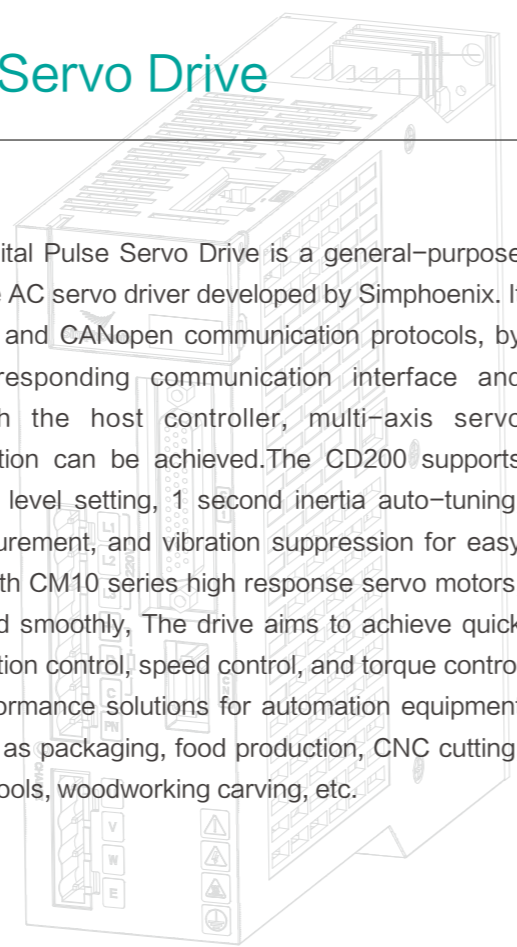 Servo Drive
ital Pulse Servo Drive is a general-purpose
AC servo driver developed by Simphoenix. It
and CANopen communication protocols, by
responding communication interface and
h the host controller, multi-axis servo
tion can be achieved.The CD200 supports
level setting, 1 second inertia auto-tuning,
urement, and vibration suppression for easy
th CM10 series high response servo motors
d smoothly, The drive aims to achieve quick
tion control, speed control, and torque control
ormance solutions for automation equipment
as packaging, food production, CNC cutting,
ools, woodworking carving, etc.
V
W
E